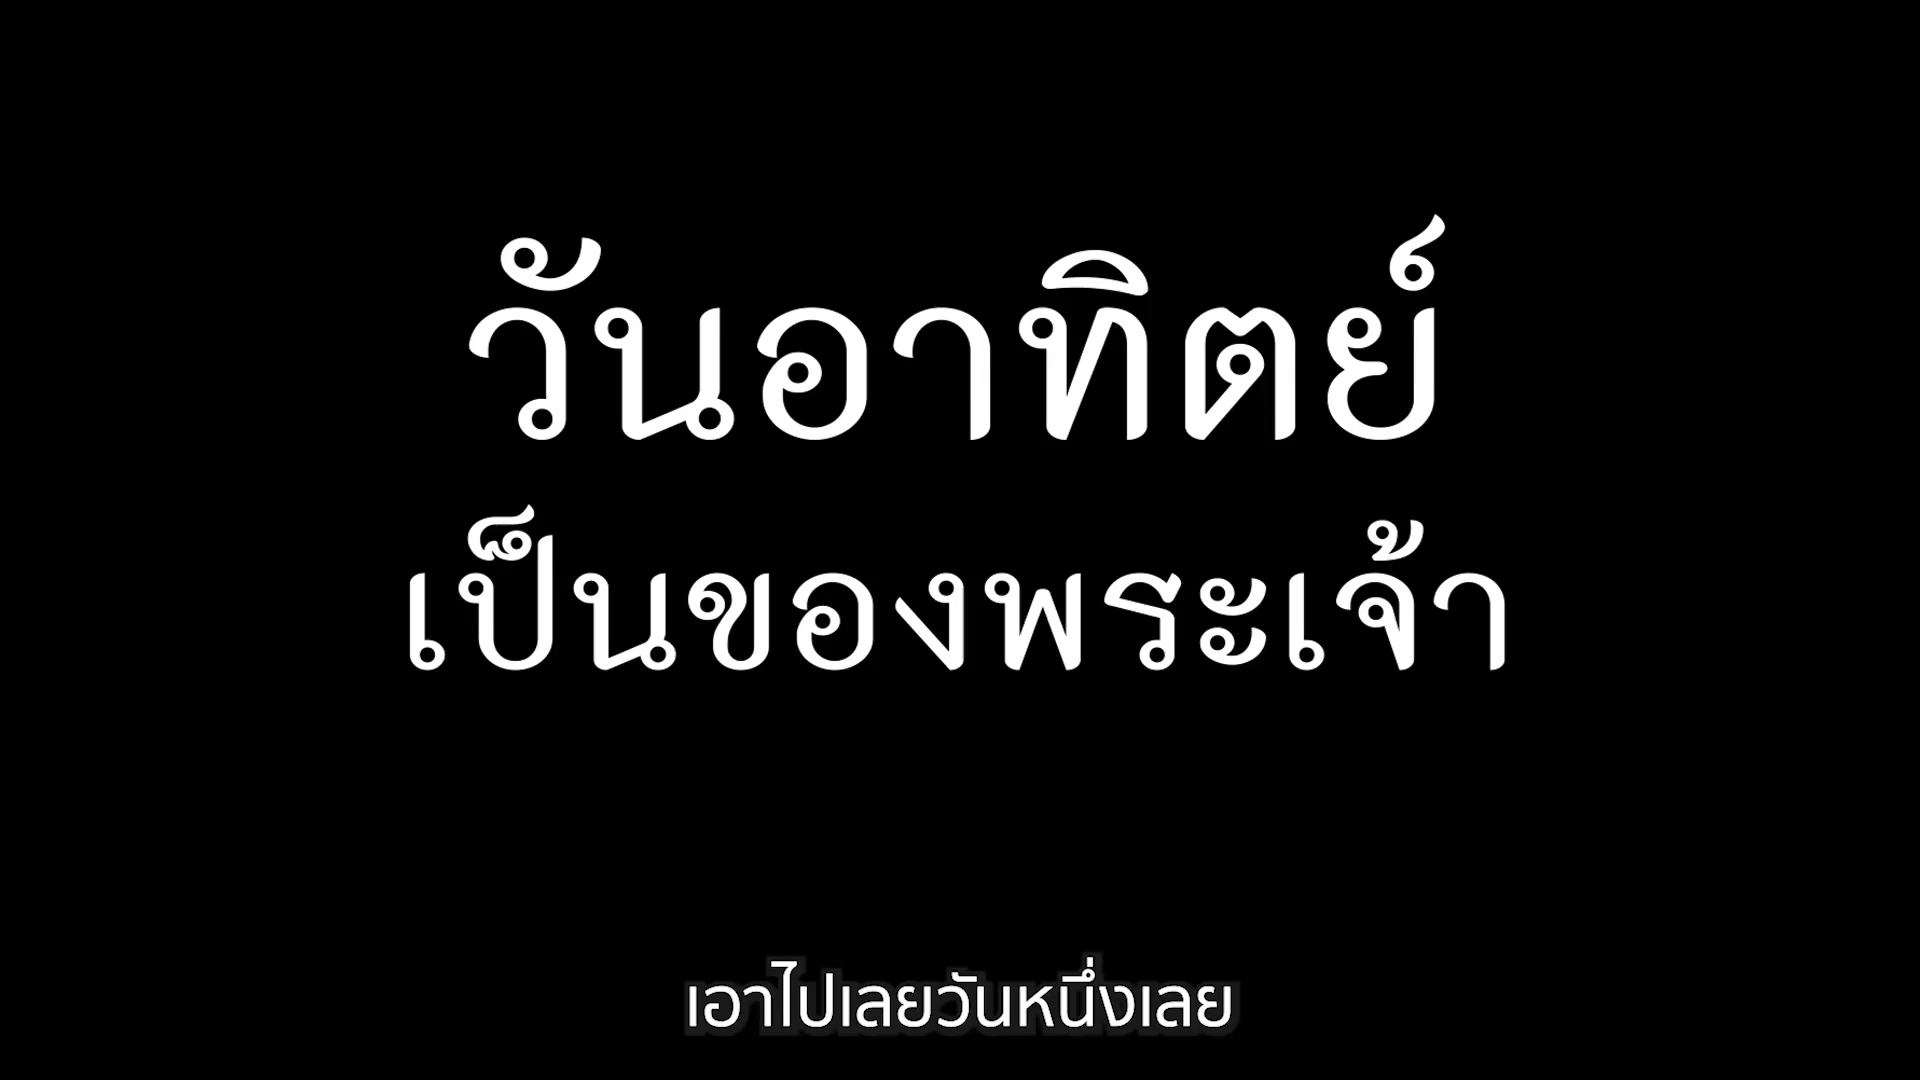 วันอาทิตย์
เป็นของพระเจ้า
เอาไปเลยวันหนึ่งเลย